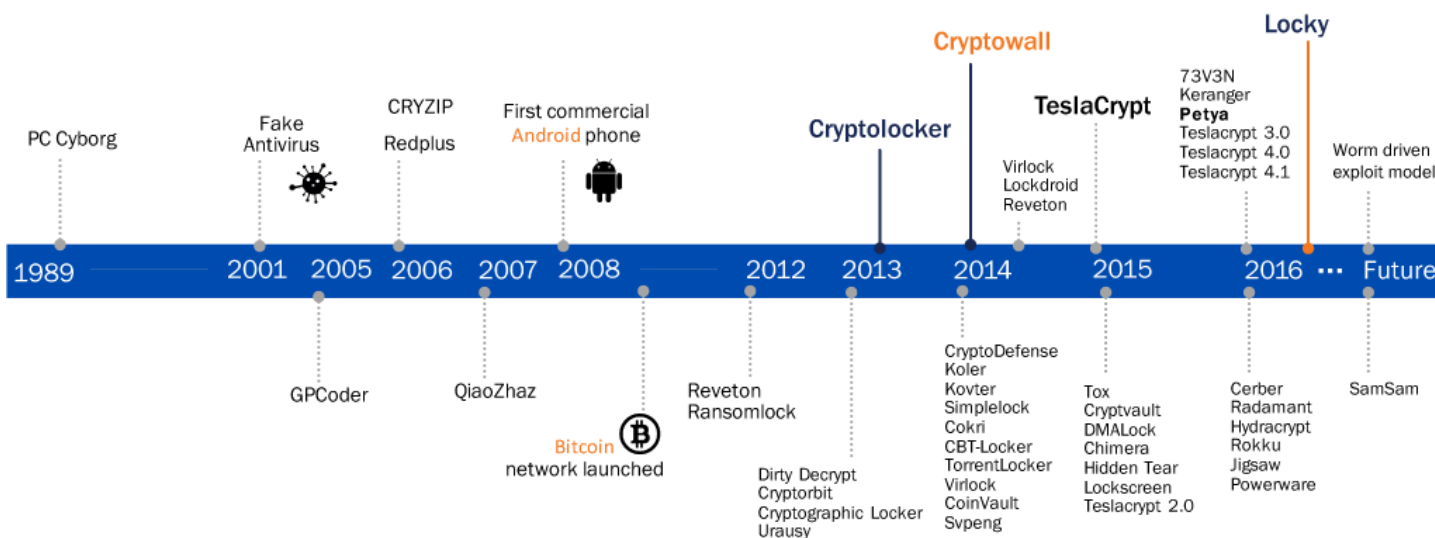 Cryptowall
Locky
Cryptolocker
TeslaCrypt
PC Cyborg
Fake
Antivirus
CRYZIP
Redplus
First commercial
Android phone
Virlock
Lockdroid
Reveton
73V3N
Keranger
Petya
Teslacrypt 3.0
Teslacrypt 4.0
Teslacrypt 4.1
Worm driven
exploit model
1989 2001 2005 2006 2007 2008 2012 2013 2014 2015 2016 ... Future
GPCoder
QiaoZhaz
Bitcoin
network launched
Reveton
Ransomlock
Dirty Decrypt
Cryptorbit
Cryptographic Locker
Urausy
CryptoDefense
Koler
Kovter
Simplelock
Cokri
CBT-Locker
TorrentLocker
Virlock
CoinVault
Svpeng
Tox
Cryptvault
DMALock
Chimera
Hidden Tear
Lockscreen
Teslacrypt 2.0
Cerber
Radamant
Hydracrypt
Rokku
Jigsaw
Powerware
SamSam